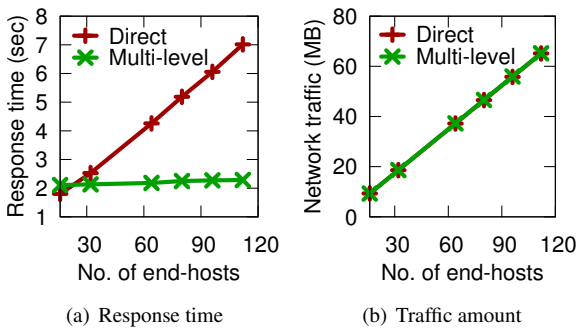 8
7
6
5
4
3
2
1
Response time (sec)
Direct
Multi-level
30 60 90 120
No. of end-hosts
(a) Response time
80
60
40
20
0
Network traffic (MB)
Direct
Multi-level
30 60 90 120
No. of end-hosts
(b) Traffic amount